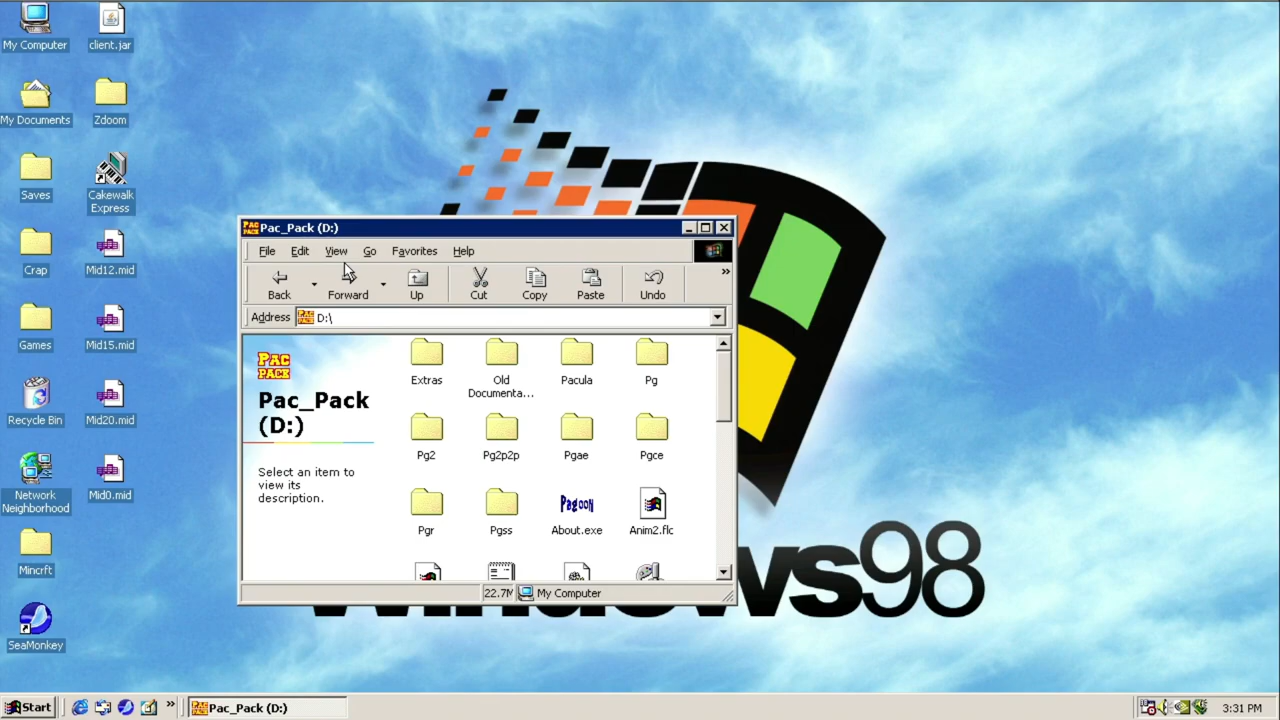 My Computer
client.jar
My Documents
Zdoom
Saves
Cakewalk
Express
Crap
Mid12.mid
Games
Mid15.mid
Recycle Bin
Mid20.mid
Network
Neighborhood
Mid0.mid
Mincrft
SeaMonkey
Pac_Pack (D:)
File Edit View Go Favorites Help
Back Forward Up Cut Copy Paste Undo »
Address D:\
PAC
PACK
Pac_Pack
(D:)
Select an item to
view its
description.
Extras
Old
Documenta...
Pacula
Pg
Pg2
Pg2p2p
Pgae
Pgce
Pgr
Pgss
Pagoon
About.exe
Anim2.flc
22.7M My Computer
Windows98
Start » Pac_Pack (D:) 3:31 PM